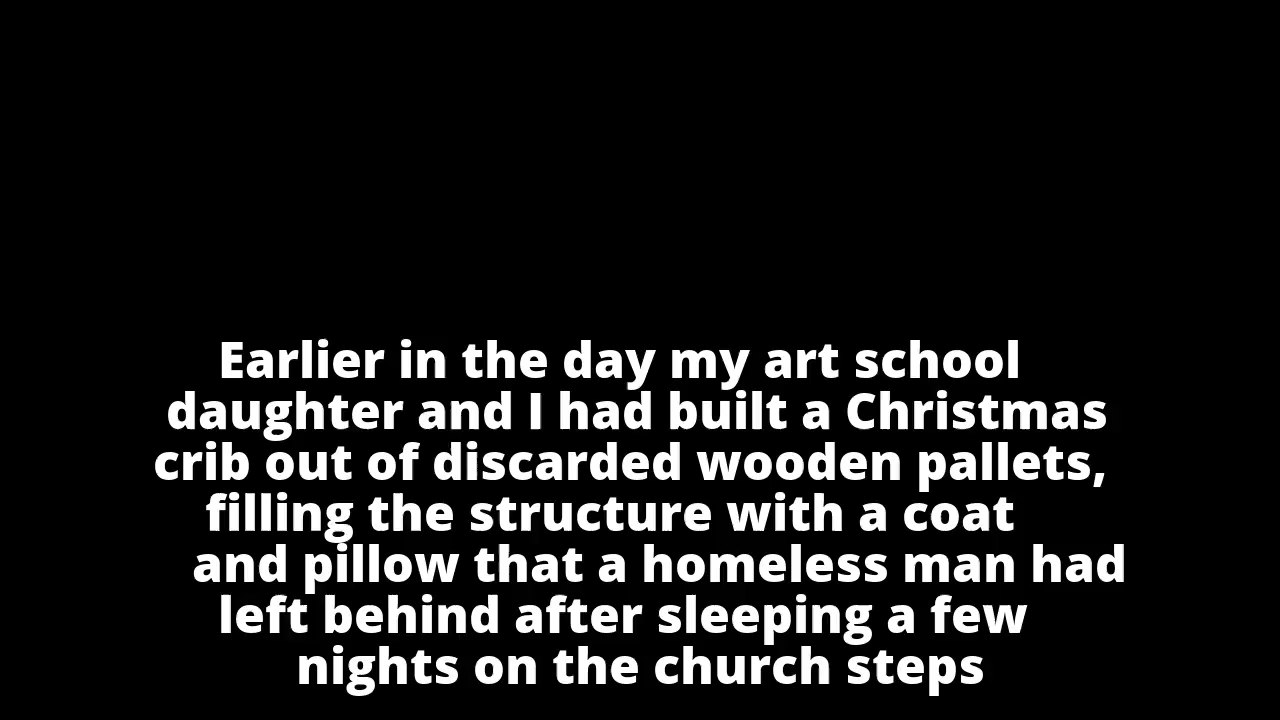 Earlier in the day my art school
daughter and I had built a Christmas
crib out of discarded wooden pallets,
filling the structure with a coat
and pillow that a homeless man had
left behind after sleeping a few
nights on the church steps